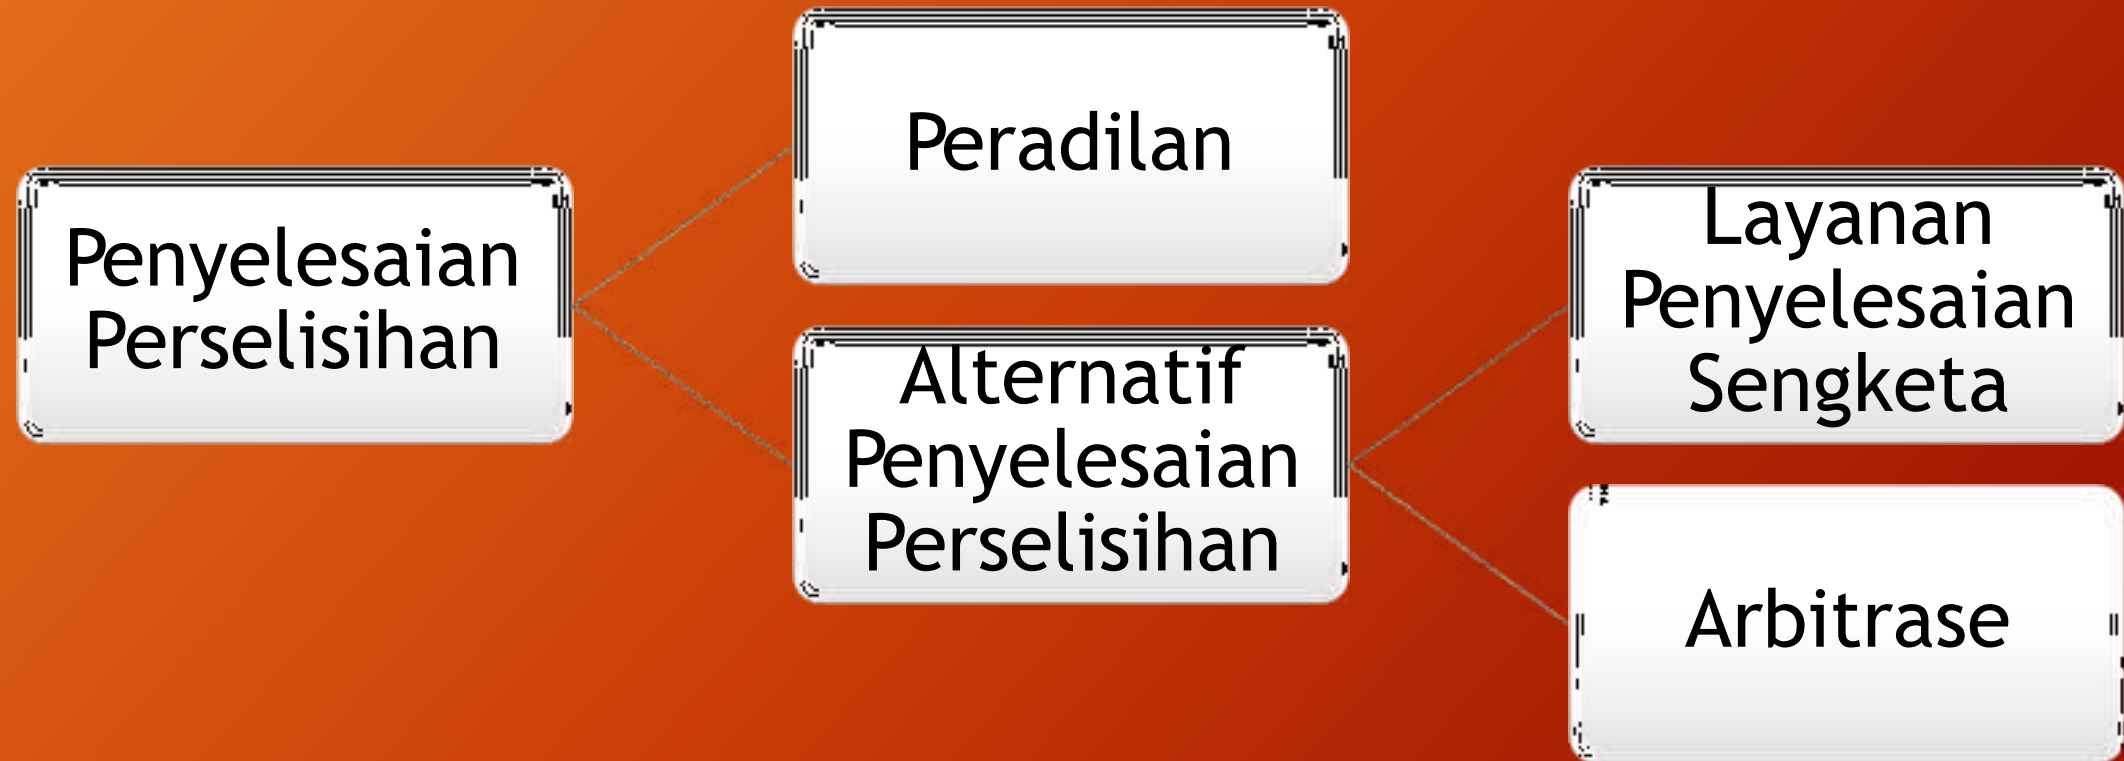 Penyelesaian
Perselisihan
Peradilan
Alternatif
Penyelesaian
Perselisihan
Layanan
Penyelesaian
Sengketa
Arbitrase